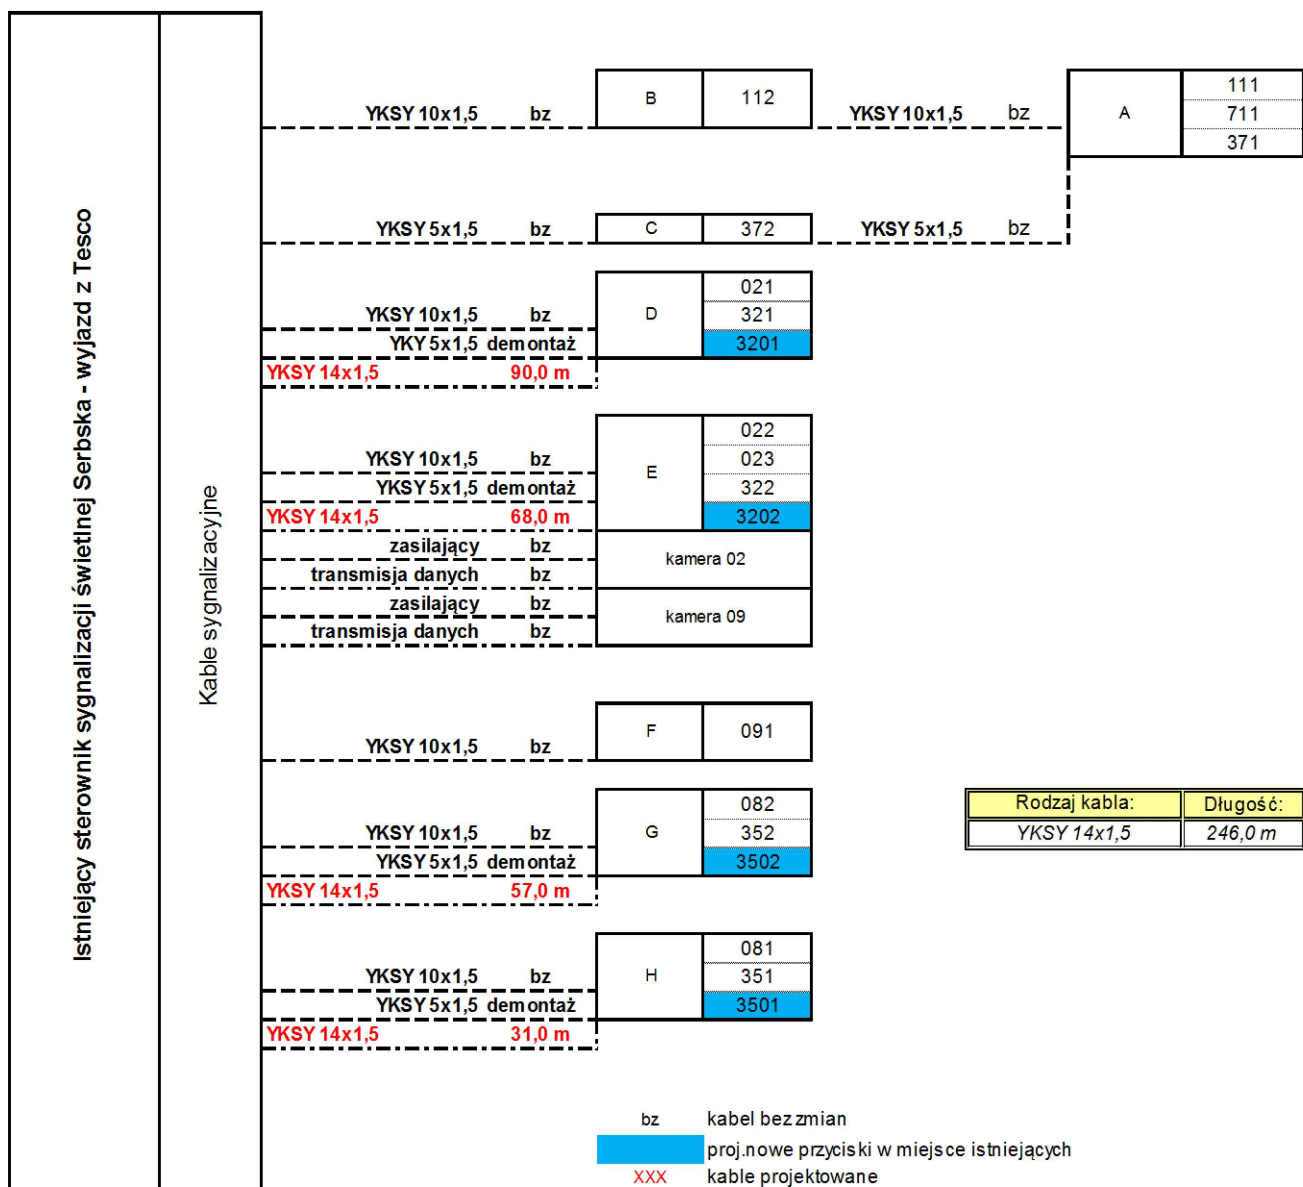 Istniejący sterownik sygnalizacji świetlnej Serbska - wyjazd z Tesco
Kable sygnalizacyjne
YKSY 10x1,5 bz
B 112
YKSY 10x1,5 bz
A
111
711
371
YKSY 5x1,5 bz
C 372
YKSY 5x1,5 bz
D
021
321
3201
YKSY 10x1,5 bz
YKY 5x1,5 demontaż
YKSY 14x1,5 90,0 m
E
022
023
322
3202
YKSY 10x1,5 bz
YKSY 5x1,5 demontaż
YKSY 14x1,5 68,0 m
zasilający bz
transmisja danych bz
kamera 02
zasilający bz
transmisja danych bz
kamera 09
YKSY 10x1,5 bz
F 091
G
082
352
3502
YKSY 10x1,5 bz
YKSY 5x1,5 demontaż
YKSY 14x1,5 57,0 m
Rodzaj kabla: Długość:
YKSY 14x1,5 246,0 m
H
081
351
3501
YKSY 10x1,5 bz
YKSY 5x1,5 demontaż
YKSY 14x1,5 31,0 m
bz kabel bez zmian
proj.nowe przyciski w miejsce istniejących
XXX kable projektowane